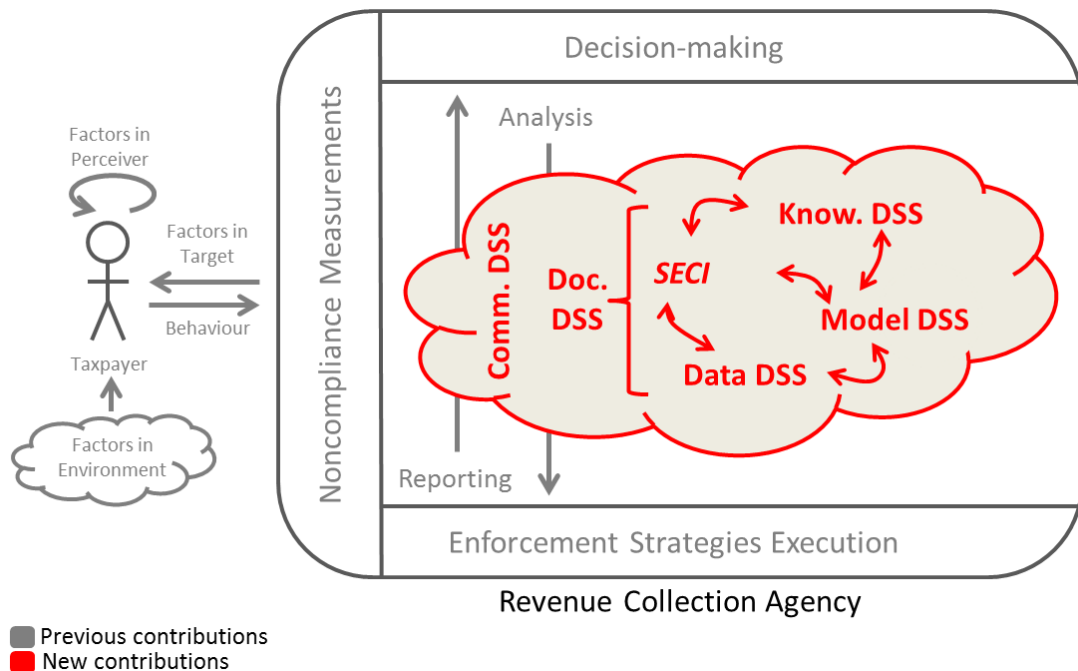 Decision-making
Noncompliance Measurements
Analysis
Factors in
Perceiver
Factors in
Target
Behaviour
Taxpayer
Factors in
Environment
Comm. DSS
Doc.
DSS
SECI
Know. DSS
Model DSS
Data DSS
Reporting
Enforcement Strategies Execution
Revenue Collection Agency
Previous contributions
New contributions